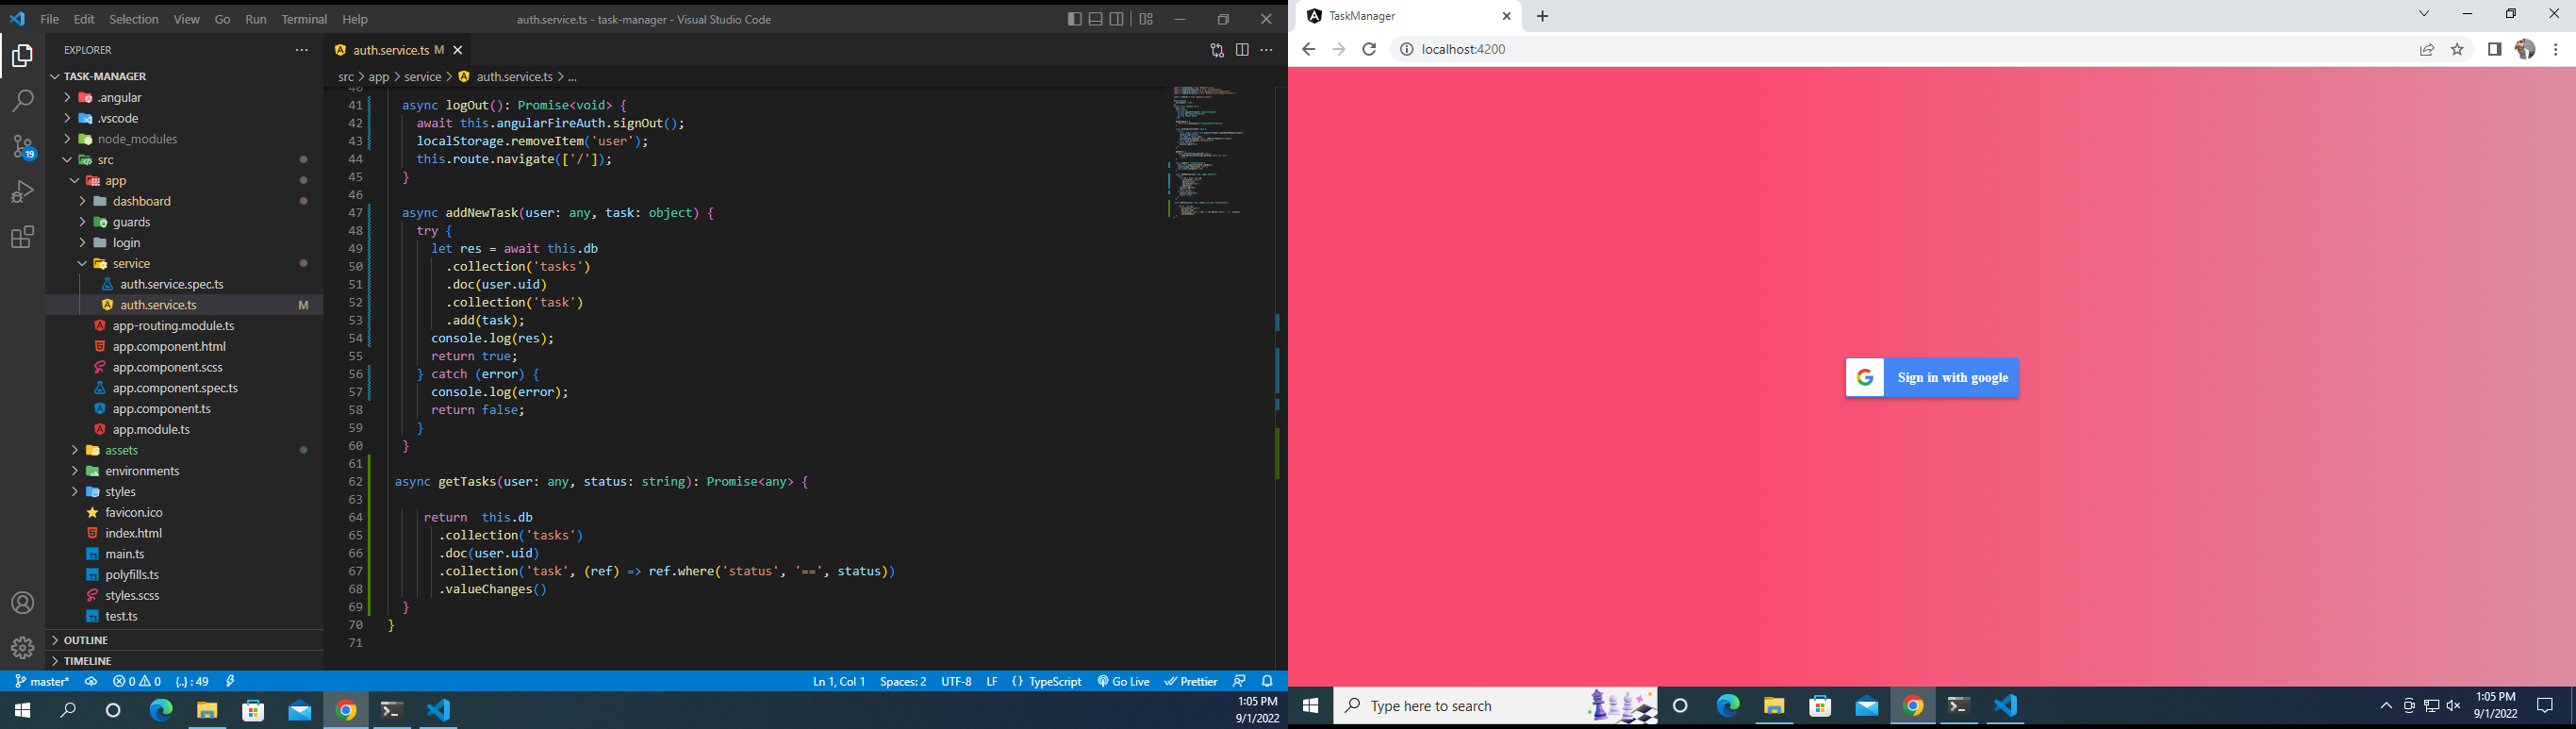 File Edit Selection View Go Run Terminal Help
auth.service.ts - task-manager - Visual Studio Code
EXPLORER
TASK-MANAGER
.angular
.vscode
node_modules
src
app
dashboard
guards
login
service
auth.service.spec.ts
auth.service.ts M
app-routing.module.ts
app.component.html
app.component.scss
app.component.spec.ts
app.component.ts
app.module.ts
assets
environments
styles
favicon.ico
index.html
main.ts
polyfills.ts
styles.scss
test.ts
OUTLINE
TIMELINE
19
auth.service.ts M
src > app > service > auth.service.ts > ...
40
41 async logOut(): Promise<void> {
42 await this.angularFireAuth.signOut();
43 localStorage.removeItem('user');
44 this.route.navigate(['/']);
45 }
46
47 async addNewTask(user: any, task: object) {
48 try {
49 let res = await this.db
50 .collection('tasks')
51 .doc(user.uid)
52 .collection('task')
53 .add(task);
54 console.log(res);
55 return true;
56 } catch (error) {
57 console.log(error);
58 return false;
59 }
60 }
61
62 async getTasks(user: any, status: string): Promise<any> {
63
64 return  this.db
65 .collection('tasks')
66 .doc(user.uid)
67 .collection('task', (ref) => ref.where('status', '==', status))
68 .valueChanges()
69 }
70 }
71
master* 0 0 {..} : 49
Ln 1, Col 1 Spaces: 2 UTF-8 LF {} TypeScript Go Live Prettier
1:05 PM
9/1/2022
TaskManager
localhost:4200
Sign in with google
Type here to search
1:05 PM
9/1/2022